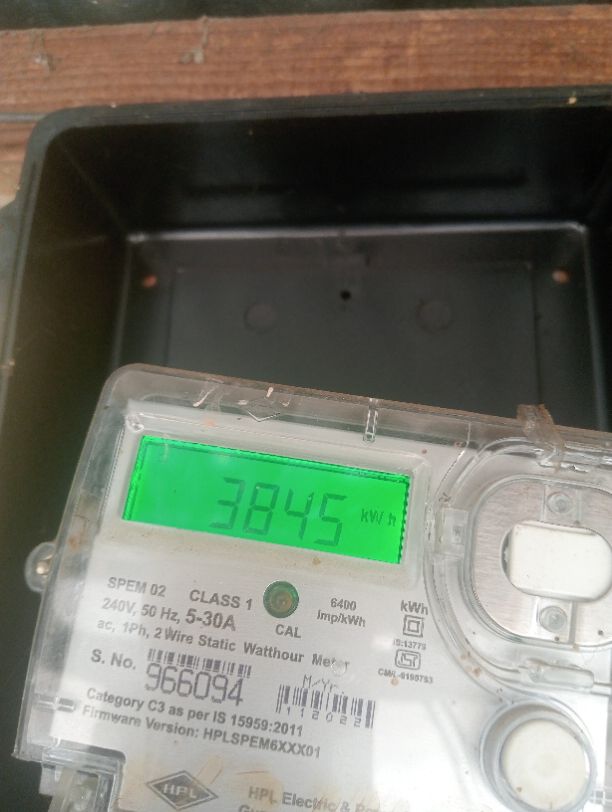 3845 kW h
SPEM 02 CLASS 1 CAL 6400 imp/kWh kWh
240V, 50 Hz, 5-30A
ac, 1Ph, 2 Wire Static Watthour Meter
IS:13779
S. No. 966094
M/Yr.
112022
Category C3 as per IS 15959:2011
Firmware Version: HPLSPEM6XXX01
HPL
HPL Electric &